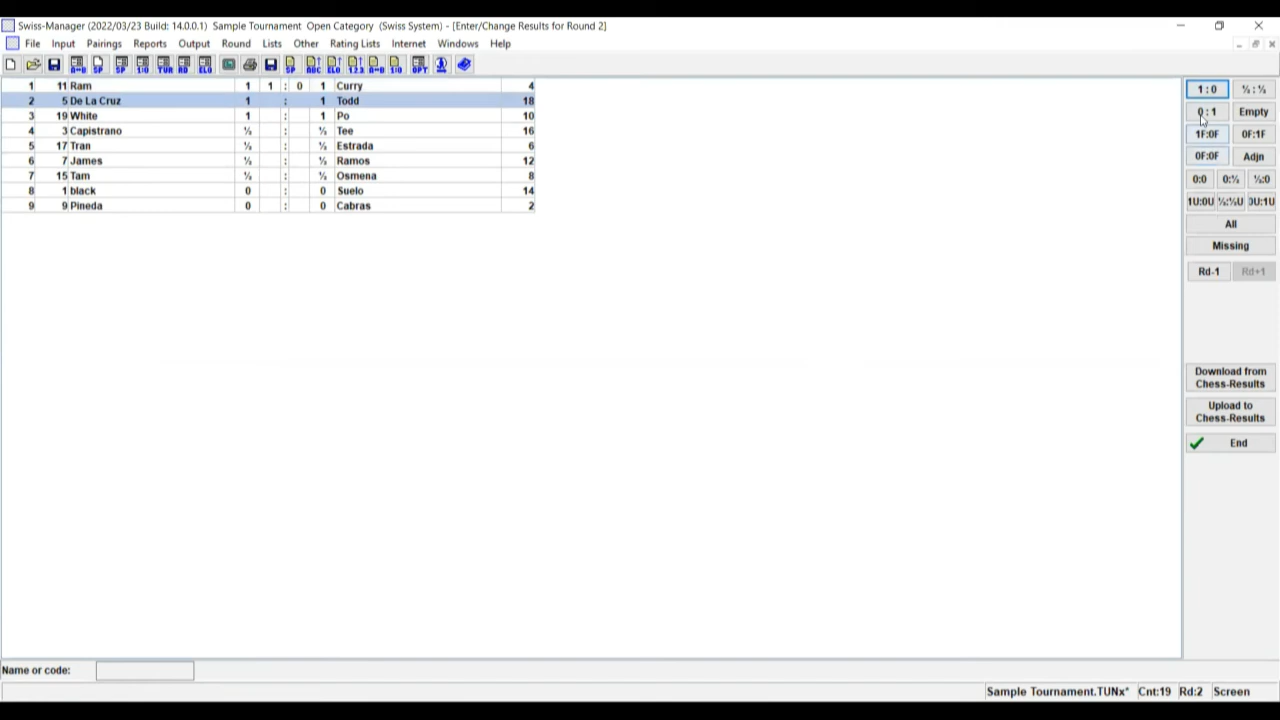 Swiss-Manager (2022/03/23 Build: 14.0.0.1) Sample Tournament Open Category (Swiss System) - [Enter/Change Results for Round 2]
File Input Pairings Reports Output Round Lists Other Rating Lists Internet Windows Help
1 11 Ram 1 1 : 0 1 Curry 4
2 5 De La Cruz 1 : 1 Todd 18
3 19 White 1 : 1 Po 10
4 3 Capistrano ½ : ½ Tee 16
5 17 Tran ½ : ½ Estrada 6
6 7 James ½ : ½ Ramos 12
7 15 Tam ½ : ½ Osmena 8
8 1 black 0 : 0 Suelo 14
9 9 Pineda 0 : 0 Cabras 2
1 : 0 ½ : ½
0 : 1 Empty
1F:0F 0F:1F
0F:0F Adjn
0:0 0:½ ½:0
1U:0U ½:½U 0U:1U
All
Missing
Rd-1 Rd+1
Download from
Chess-Results
Upload to
Chess-Results
End
Name or code:
Sample Tournament.TUNx* Cnt:19 Rd:2 Screen